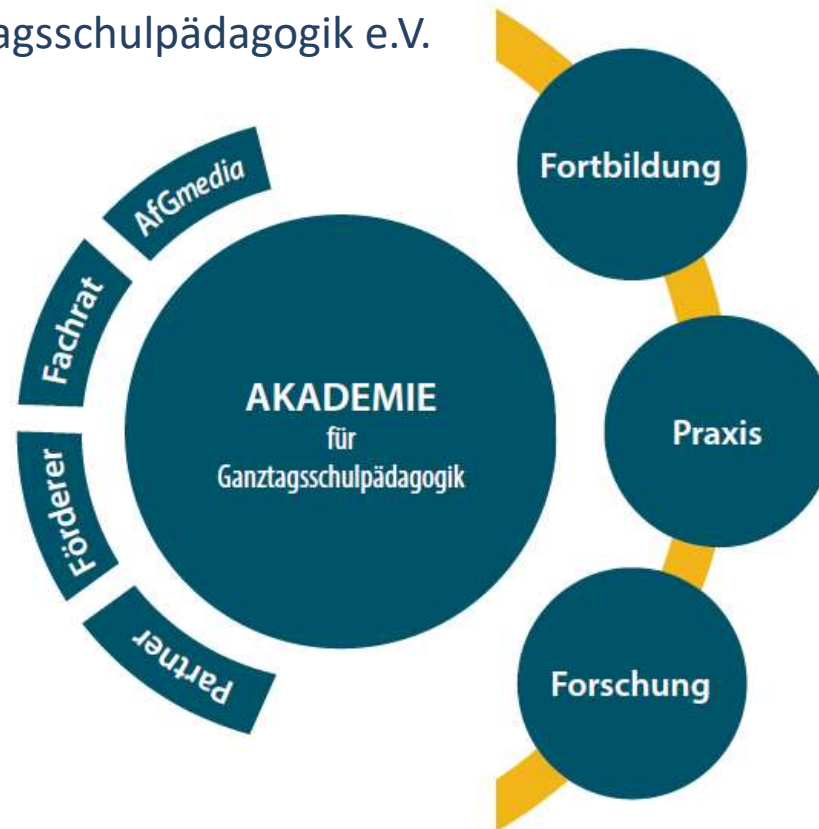 agsschulpädagogik e.V.
AfGmedia
Fachrat
Förderer
Partner
AKADEMIE
für
Ganztagsschulpädagogik
Fortbildung
Praxis
Forschung